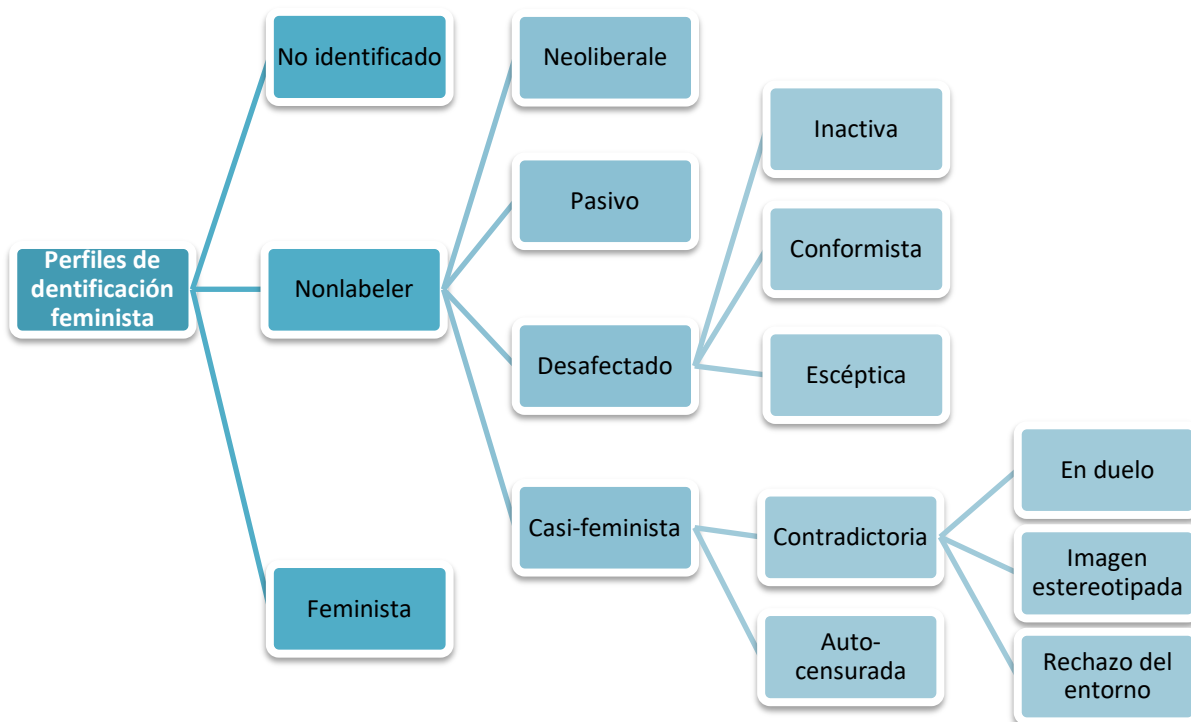 Perfiles de
dentificación
feminista
No identificado
Nonlabeler
Feminista
Neoliberale
Pasivo
Desafectado
Casi-feminista
Inactiva
Conformista
Escéptica
Contradictoria
Auto-
censurada
En duelo
Imagen
estereotipada
Rechazo del
entorno